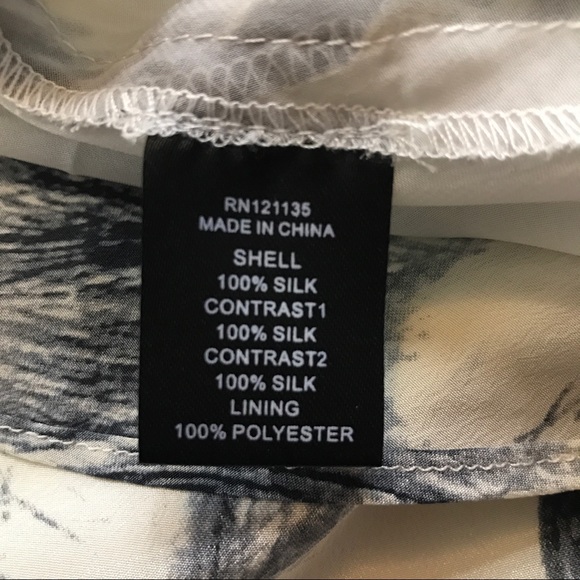 RN121135
MADE IN CHINA
SHELL
100% SILK
CONTRAST1
100% SILK
CONTRAST2
100% SILK
LINING
100% POLYESTER